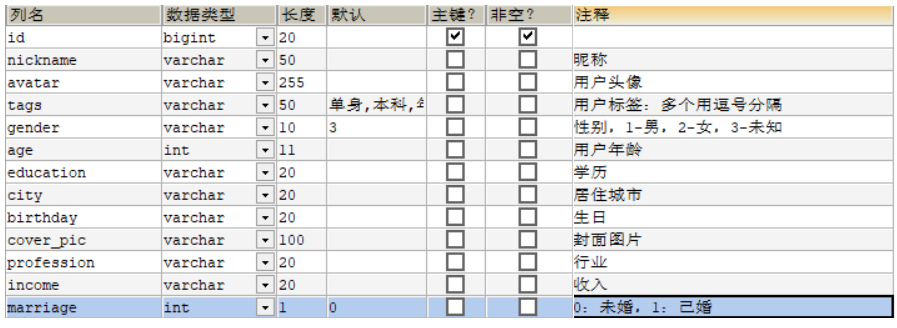 列名 数据类型 长度 默认 主键? 非空? 注释
id bigint 20
nickname varchar 50 昵称
avatar varchar 255 用户头像
tags varchar 50 单身,本科, 用户标签：多个用逗号分隔
gender varchar 10 3 性别，1-男，2-女，3-未知
age int 11 用户年龄
education varchar 20 学历
city varchar 20 居住城市
birthday varchar 20 生日
cover_pic varchar 100 封面图片
profession varchar 20 行业
income varchar 20 收入
marriage int 1 0 0：未婚，1：已婚